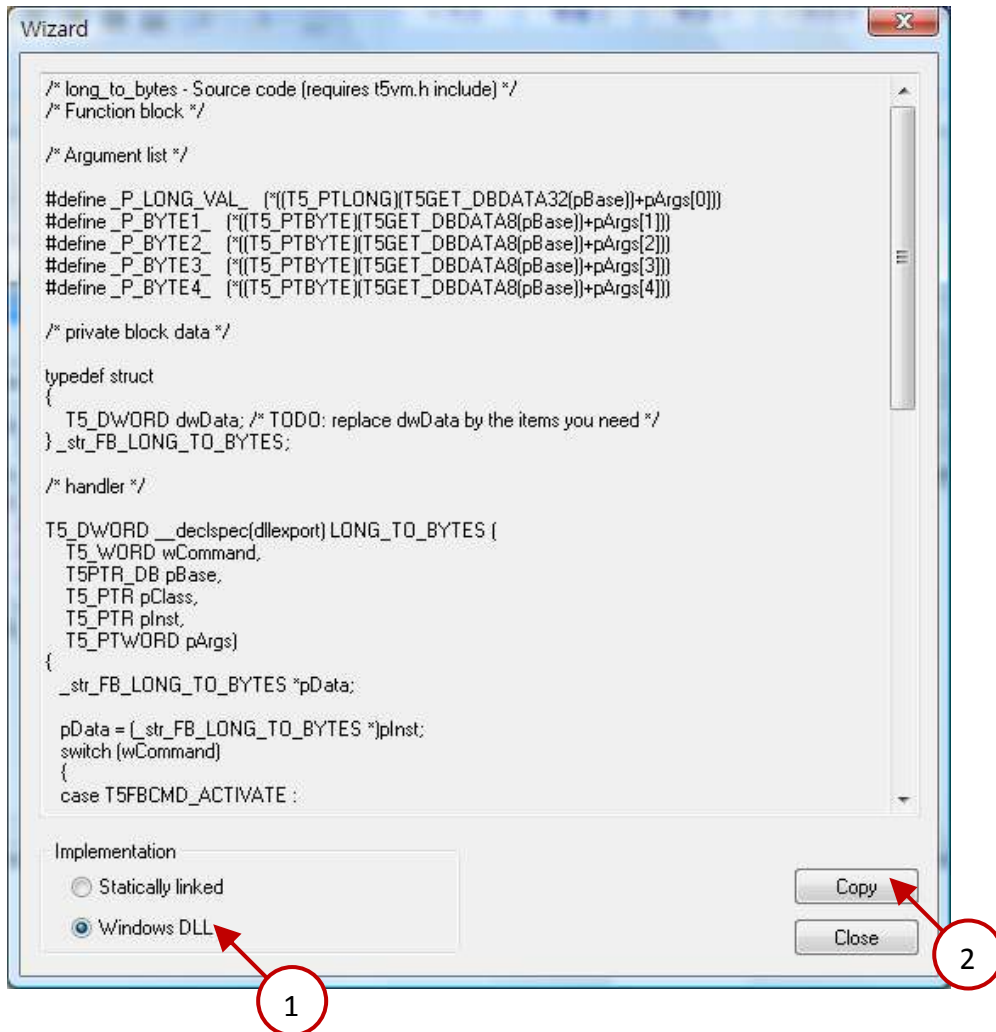 Wizard
/* long_to_bytes - Source code (requires t5vm.h include) */
/* Function block */
/* Argument list */
#define _P_LONG_VAL_ (*((T5_PTLONG)(T5GET_DBDATA32(pBase))+pArgs[0]))
#define _P_BYTE1_ (*((T5_PTBYTE)(T5GET_DBDATA8(pBase))+pArgs[1]))
#define _P_BYTE2_ (*((T5_PTBYTE)(T5GET_DBDATA8(pBase))+pArgs[2]))
#define _P_BYTE3_ (*((T5_PTBYTE)(T5GET_DBDATA8(pBase))+pArgs[3]))
#define _P_BYTE4_ (*((T5_PTBYTE)(T5GET_DBDATA8(pBase))+pArgs[4]))
/* private block data */
typedef struct
{
T5_DWORD dwData; /* TODO: replace dwData by the items you need */
} _str_FB_LONG_TO_BYTES;
/* handler */
T5_DWORD __declspec(dllexport) LONG_TO_BYTES (
T5_WORD wCommand,
T5PTR_DB pBase,
T5_PTR pClass,
T5_PTR pInst,
T5_PTWORD pArgs)
{
_str_FB_LONG_TO_BYTES *pData;
pData = (_str_FB_LONG_TO_BYTES *)pInst;
switch (wCommand)
{
case T5FBCMD_ACTIVATE :
Implementation
Statically linked
Windows DLL
Copy
Close
1
2